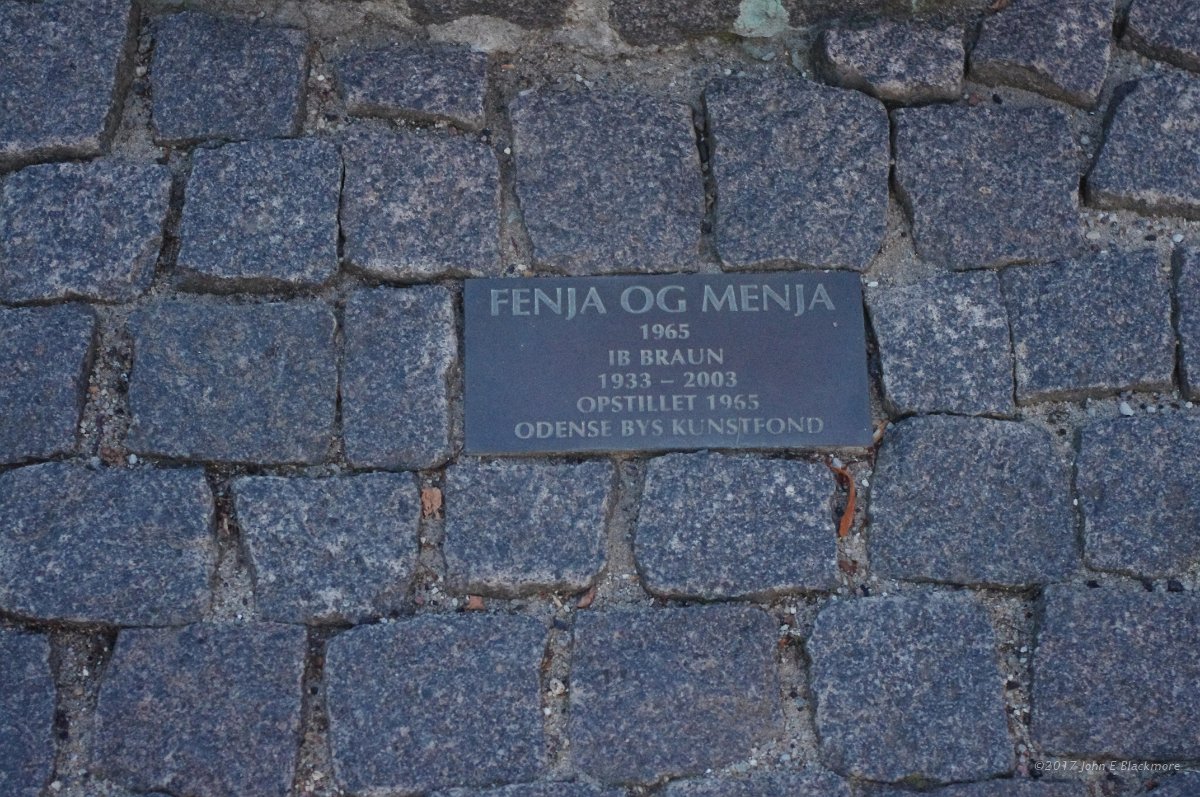 FENJA OG MENJA
1965
IB BRAUN
1933 – 2003
OPSTILLET 1965
ODENSE BYS KUNSTFOND
©2017 John E Blackmore